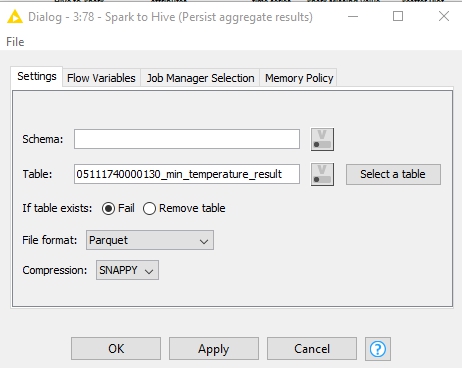 Dialog - 3:78 - Spark to Hive (Persist aggregate results)
File
Settings Flow Variables Job Manager Selection Memory Policy
Schema:
Table: 05111740000130_min_temperature_result Select a table
If table exists: Fail Remove table
File format: Parquet
Compression: SNAPPY
OK Apply Cancel ?